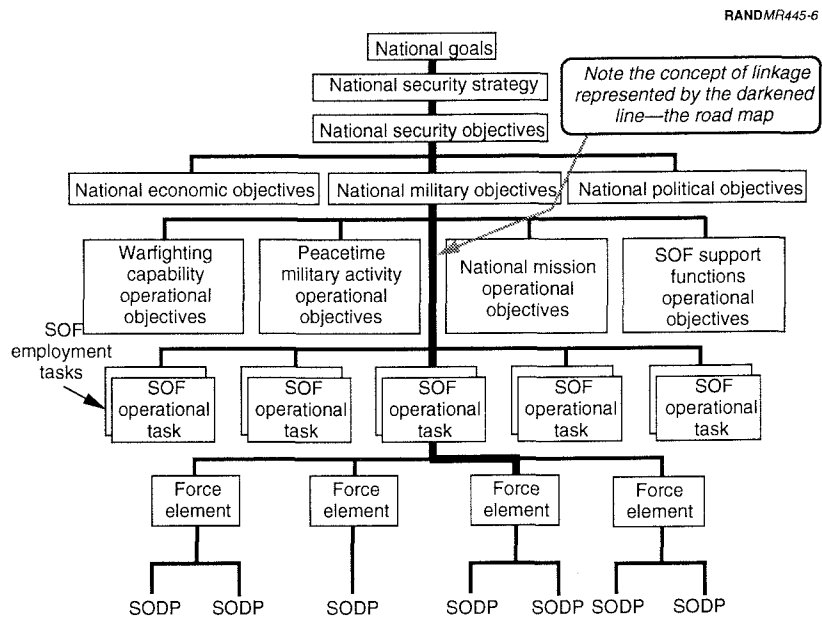 RANDMR445-6
National goals
National security strategy
Note the concept of linkage
represented by the darkened
line—the road map
National security objectives
National economic objectives
National military objectives
National political objectives
Warfighting
capability
operational
objectives
Peacetime
military activity
operational
objectives
National mission
operational
objectives
SOF support
functions
operational
objectives
SOF
employment
tasks
SOF
operational
task
SOF
operational
task
SOF
operational
task
SOF
operational
task
SOF
operational
task
Force
element
Force
element
Force
element
Force
element
SODP
SODP
SODP
SODP
SODP
SODP
SODP